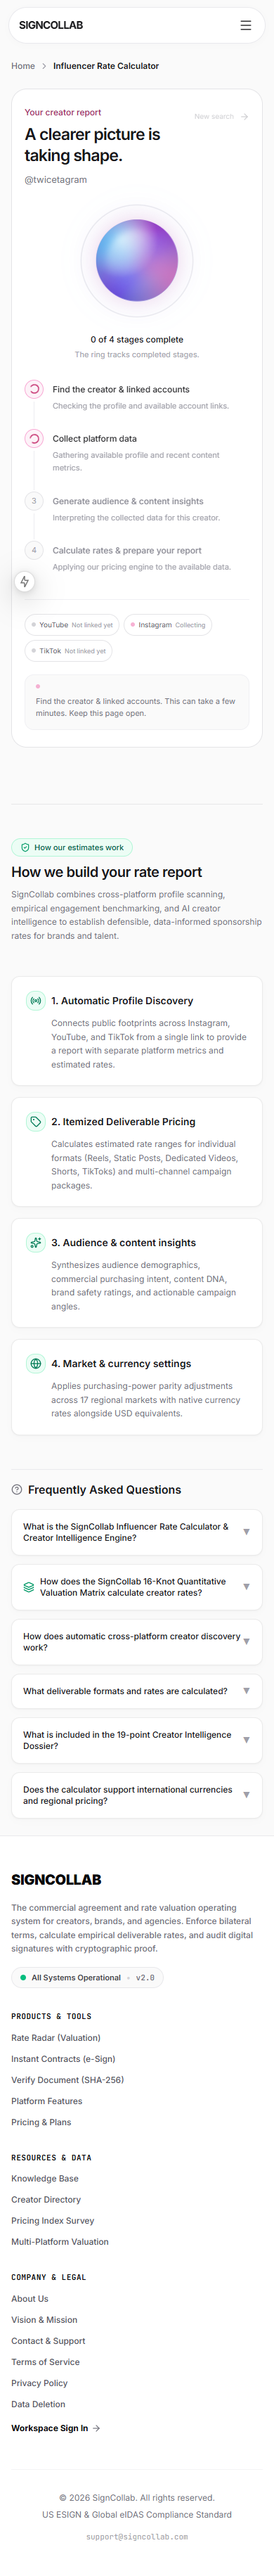 SIGNCOLLAB
Home > Influencer Rate Calculator
Your creator report
New search →
A clearer picture is
taking shape.
@twicetagram
0 of 4 stages complete
The ring tracks completed stages.
Find the creator & linked accounts
Checking the profile and available account links.
Collect platform data
Gathering available profile and recent content
metrics.
3
Generate audience & content insights
Interpreting the collected data for this creator.
4
Calculate rates & prepare your report
Applying our pricing engine to the available data.
YouTube Not linked yet
Instagram Collecting
TikTok Not linked yet
Find the creator & linked accounts. This can take a few
minutes. Keep this page open.
How our estimates work
How we build your rate report
SignCollab combines cross-platform profile scanning,
empirical engagement benchmarking, and AI creator
intelligence to establish defensible, data-informed sponsorship
rates for brands and talent.
1. Automatic Profile Discovery
Connects public footprints across Instagram,
YouTube, and TikTok from a single link to provide
a report with separate platform metrics and
estimated rates.
2. Itemized Deliverable Pricing
Calculates estimated rate ranges for individual
formats (Reels, Static Posts, Dedicated Videos,
Shorts, TikToks) and multi-channel campaign
packages.
3. Audience & content insights
Synthesizes audience demographics,
commercial purchasing intent, content DNA,
brand safety ratings, and actionable campaign
angles.
4. Market & currency settings
Applies purchasing-power parity adjustments
across 17 regional markets with native currency
rates alongside USD equivalents.
Frequently Asked Questions
What is the SignCollab Influencer Rate Calculator &
Creator Intelligence Engine?
How does the SignCollab 16-Knot Quantitative
Valuation Matrix calculate creator rates?
How does automatic cross-platform creator discovery
work?
What deliverable formats and rates are calculated?
What is included in the 19-point Creator Intelligence
Dossier?
Does the calculator support international currencies
and regional pricing?
SIGNCOLLAB
The commercial agreement and rate valuation operating
system for creators, brands, and agencies. Enforce bilateral
terms, calculate empirical deliverable rates, and audit digital
signatures with cryptographic proof.
All Systems Operational • v2.0
PRODUCTS & TOOLS
Rate Radar (Valuation)
Instant Contracts (e-Sign)
Verify Document (SHA-256)
Platform Features
Pricing & Plans
RESOURCES & DATA
Knowledge Base
Creator Directory
Pricing Index Survey
Multi-Platform Valuation
COMPANY & LEGAL
About Us
Vision & Mission
Contact & Support
Terms of Service
Privacy Policy
Data Deletion
Workspace Sign In →
© 2026 SignCollab. All rights reserved.
US ESIGN & Global eIDAS Compliance Standard
support@signcollab.com